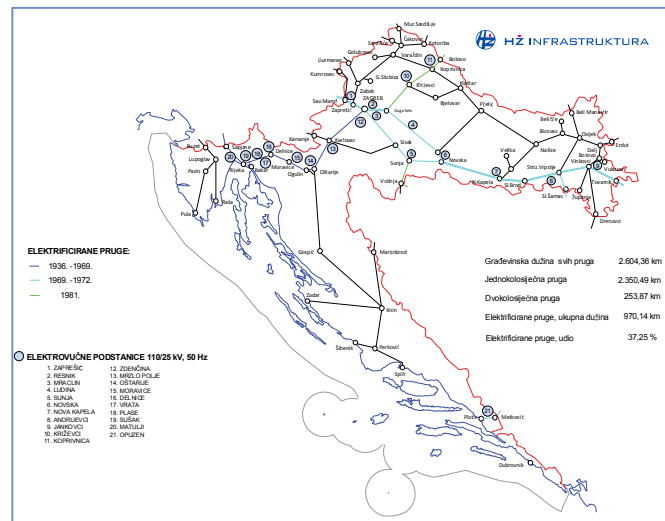 HŽ INFRASTRUKTURA
Mur.Središće
Čakovec
Kotoriba
Varaždin
Golubovec
Botovo
Koprivnica
Đurmanec
Kumrovec
G.Stubica
Križevci
Kloštar
Zabok
Sav.Marof
ZAGREB
Zaprešić
Dugo Selo
Bjelovar
Pčelić
Beli Manastir
Belišće
Bizovac
Osijek
Kamanje
Karlovac
Sisak
Našice
Erdut
Dalj
Borovo
Vinkovci
Vukovar
Buzet
Šapjane
Delnice
Lupoglav
Moravice
Sunja
Novska
Velika
Striz.Vrpolje
Rijeka
Bakar
Ogulin
Oštarije
Pazin
Volinja
N.Kapela
Sl.Brod
Sl.Šamac
Županja
Tovarnik
Raša
Pula
Drenovci
ELEKTRIFICIRANE PRUGE:
1936. -1969.
1969. -1972.
1981.
Gospić
Martinbrod
Građevinska dužina svih pruga 2.604,36 km
Jednokolosiječna pruga 2.350,49 km
Dvokolosiječna pruga 253,87 km
Elektrificirane pruge, ukupna dužina 970,14 km
Elektrificirane pruge, udio 37,25 %
Zadar
Knin
Šibenik
Perković
Split
Ploče
Metković
Dubrovnik
ELEKTROVUČNE PODSTANICE 110/25 kV, 50 Hz
1. ZAPREŠIĆ
2. RESNIK
3. MRACLIN
4. LUDINA
5. SUNJA
6. NOVSKA
7. NOVA KAPELA
8. ANDRIJEVCI
9. JANKOVCI
10. KRIŽEVCI
11. KOPRIVNICA
12. ZDENČINA
13. MRZLO POLJE
14. OŠTARIJE
15. MORAVICE
16. DELNICE
17. VRATA
18. PLASE
19. SUŠAK
20. MATULJI
21. OPUZEN